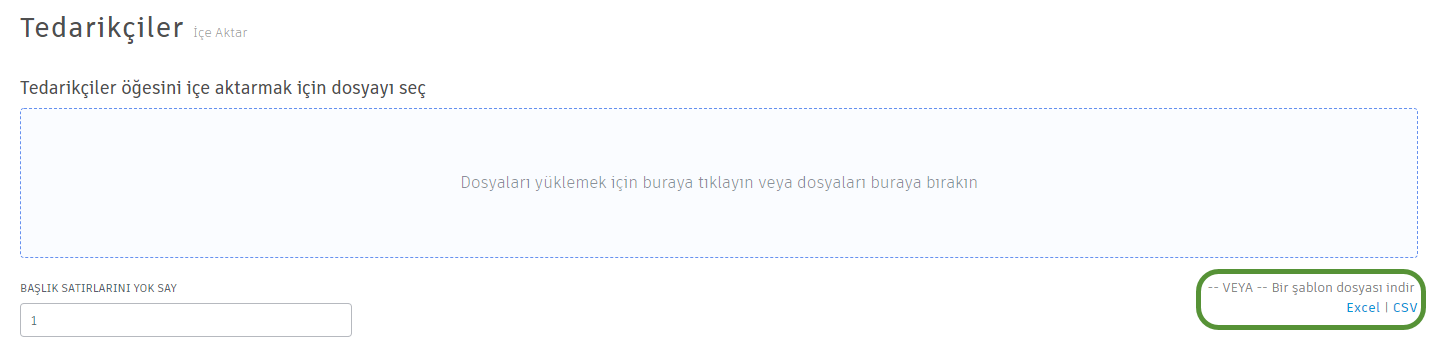 Tedarikçiler İçe Aktar
Tedarikçiler öğesini içe aktarmak için dosyayı seç
Dosyaları yüklemek için buraya tıklayın veya dosyaları buraya bırakın
BAŞLIK SATIRLARINI YOK SAY
1
-- VEYA -- Bir şablon dosyası indir
Excel | CSV